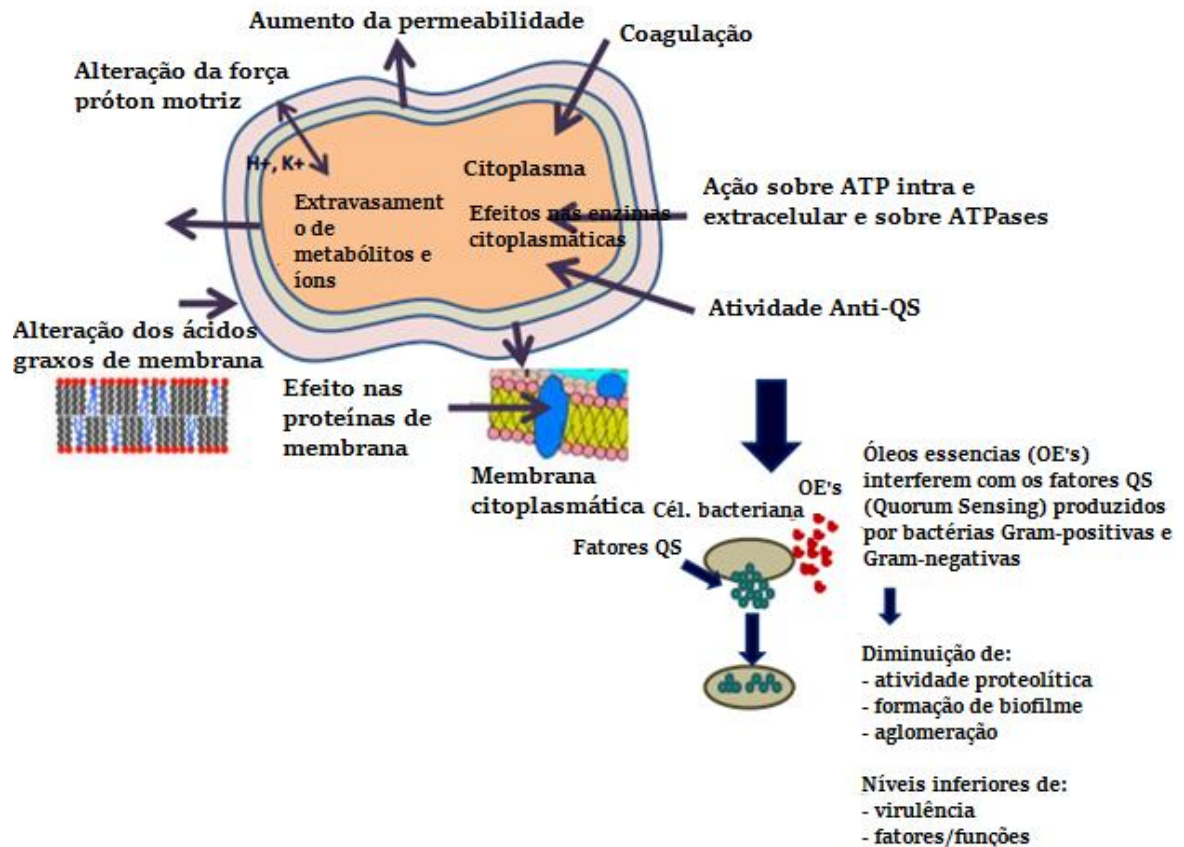 Aumento da permeabilidade
Coagulação
Alteração da força
próton motriz
H+, K+
Citoplasma
Extravasament
o de
metabólitos e
íons
Efeitos nas enzimas
citoplasmáticas
Ação sobre ATP intra e
extracelular e sobre ATPases
Atividade Anti-QS
Alteração dos ácidos
graxos de membrana
Efeito nas
proteínas de
membrana
Membrana
citoplasmática
Cél. bacteriana
OE's
Fatores QS
Óleos essencias (OE's)
interferem com os fatores QS
(Quorum Sensing) produzidos
por bactérias Gram-positivas e
Gram-negativas
Diminuição de:
- atividade proteolítica
- formação de biofilme
- aglomeração
Níveis inferiores de:
- virulência
- fatores/funções